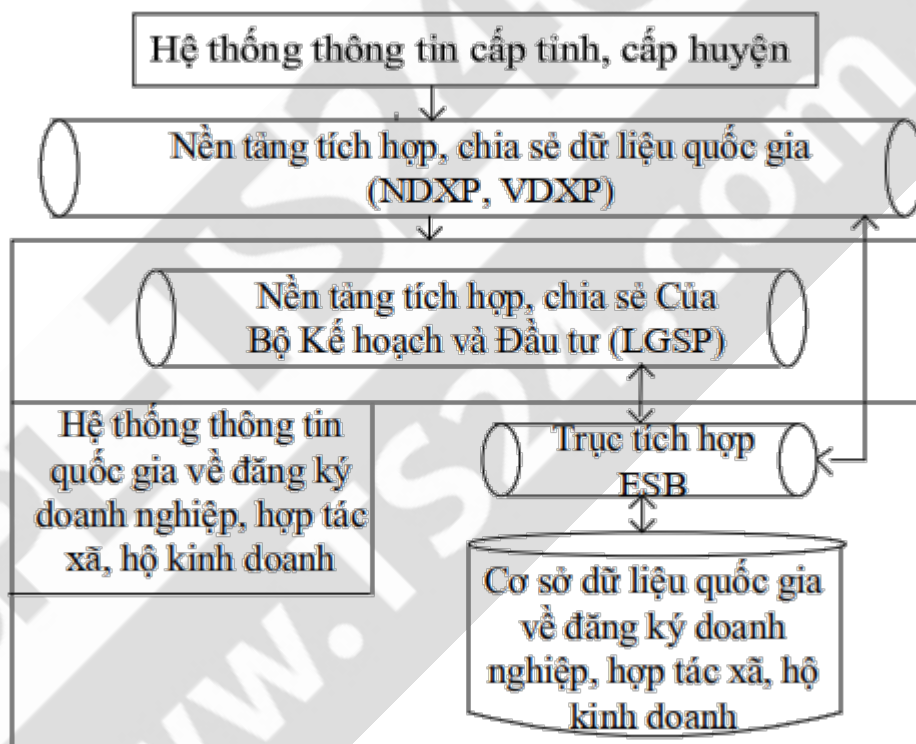 Hệ thống thông tin cấp tỉnh, cấp huyện
Nền tảng tích hợp, chia sẻ dữ liệu quốc gia
(NDXP, VDXP)
Nền tảng tích hợp, chia sẻ Của
Bộ Kế hoạch và Đầu tư (LGSP)
Hệ thống thông tin
quốc gia về đăng ký
doanh nghiệp, hợp tác
xã, hộ kinh doanh
Trục tích hợp
ESB
Cơ sở dữ liệu quốc gia
về đăng ký doanh
nghiệp, hợp tác xã, hộ
kinh doanh
www.TS24.com